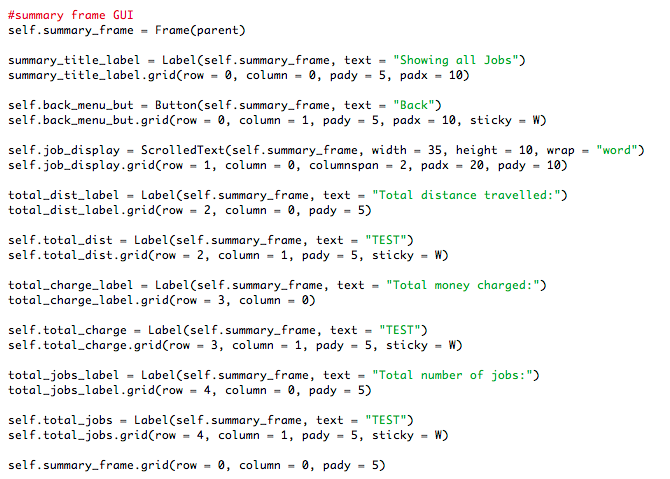 #summary frame GUI
self.summary_frame = Frame(parent)
summary_title_label = Label(self.summary_frame, text = "Showing all Jobs")
summary_title_label.grid(row = 0, column = 0, pady = 5, padx = 10)
self.back_menu_but = Button(self.summary_frame, text = "Back")
self.back_menu_but.grid(row = 0, column = 1, pady = 5, padx = 10, sticky = W)
self.job_display = ScrolledText(self.summary_frame, width = 35, height = 10, wrap = "word")
self.job_display.grid(row = 1, column = 0, columnspan = 2, padx = 20, pady = 10)
total_dist_label = Label(self.summary_frame, text = "Total distance travelled:")
total_dist_label.grid(row = 2, column = 0, pady = 5)
self.total_dist = Label(self.summary_frame, text = "TEST")
self.total_dist.grid(row = 2, column = 1, pady = 5, sticky = W)
total_charge_label = Label(self.summary_frame, text = "Total money charged:")
total_charge_label.grid(row = 3, column = 0)
self.total_charge = Label(self.summary_frame, text = "TEST")
self.total_charge.grid(row = 3, column = 1, pady = 5, sticky = W)
total_jobs_label = Label(self.summary_frame, text = "Total number of jobs:")
total_jobs_label.grid(row = 4, column = 0, pady = 5)
self.total_jobs = Label(self.summary_frame, text = "TEST")
self.total_jobs.grid(row = 4, column = 1, pady = 5, sticky = W)
self.summary_frame.grid(row = 0, column = 0, pady = 5)